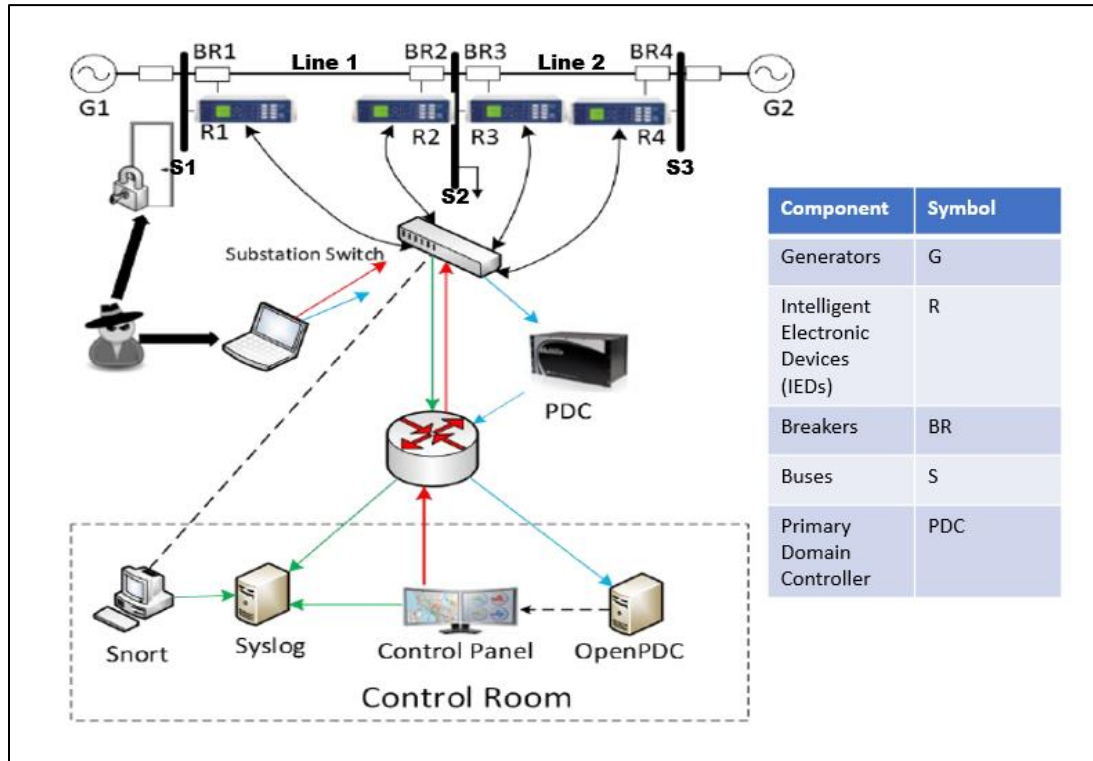 BR1
Line 1
BR2
BR3
Line 2
BR4
G1
R1
R2
R3
R4
G2
S1
S2
S3
Substation Switch
PDC
Snort
Syslog
Control Panel
OpenPDC
Control Room
Component Symbol
Generators G
Intelligent R
Electronic
Devices
(IEDs)
Breakers BR
Buses S
Primary PDC
Domain
Controller